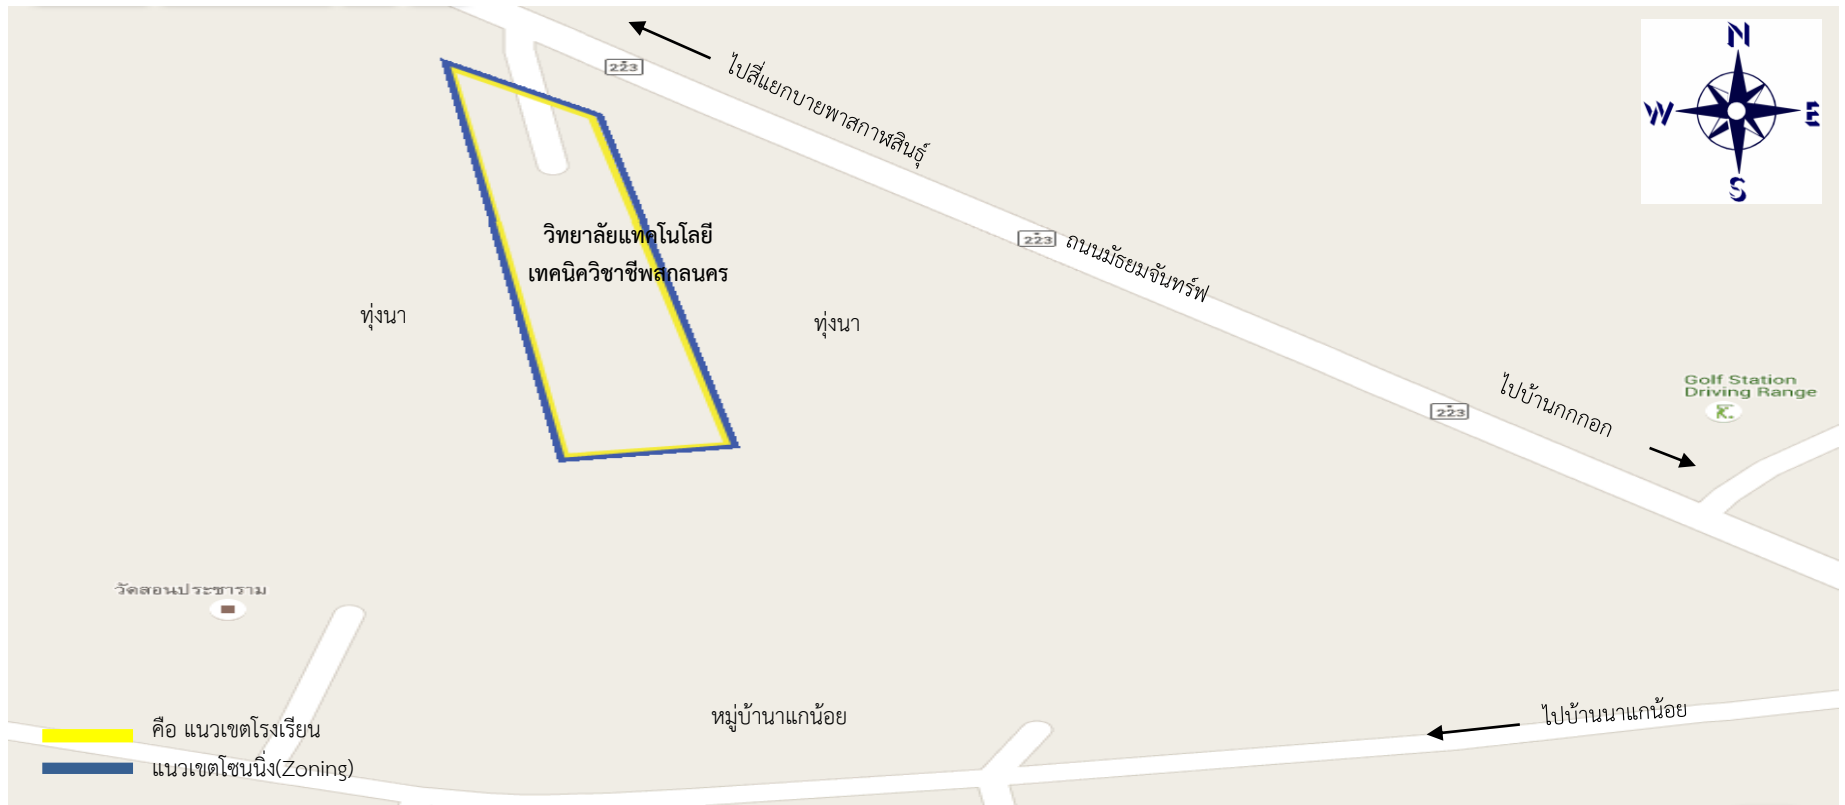 N
W
E
S
223
ไปสี่แยกบายพาสกาฬสินธุ์
วิทยาลัยแทคโนโลยี
เทคนิควิชาชีพสกลนคร
223
ถนนมัธยมจันทร์ฟ
ทุ่งนา
ทุ่งนา
ไปบ้านกกกอก
223
Golf Station
Driving Range
วัดสอนประชาราม
หมู่บ้านาแกน้อย
ไปบ้านนาแกน้อย
คือ แนวเขตโรงเรียน
แนวเขตโซนนิ่ง(Zoning)